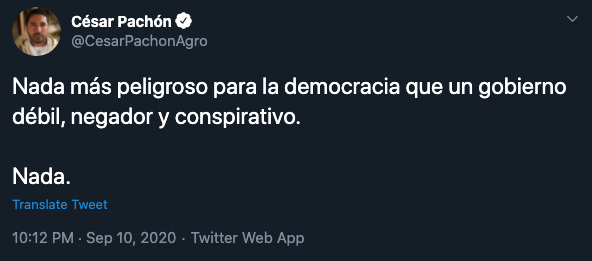 César Pachón
@CesarPachonAgro
Nada más peligroso para la democracia que un gobierno
débil, negador y conspirativo.
Nada.
Translate Tweet
10:12 PM · Sep 10, 2020 · Twitter Web App